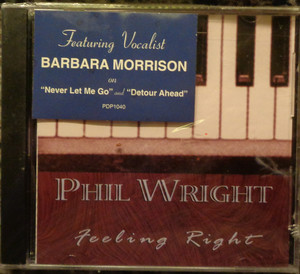 Featuring Vocalist
BARBARA MORRISON
on
"Never Let Me Go" and "Detour Ahead"
PDP1040
PHIL WRIGHT
Feeling Right